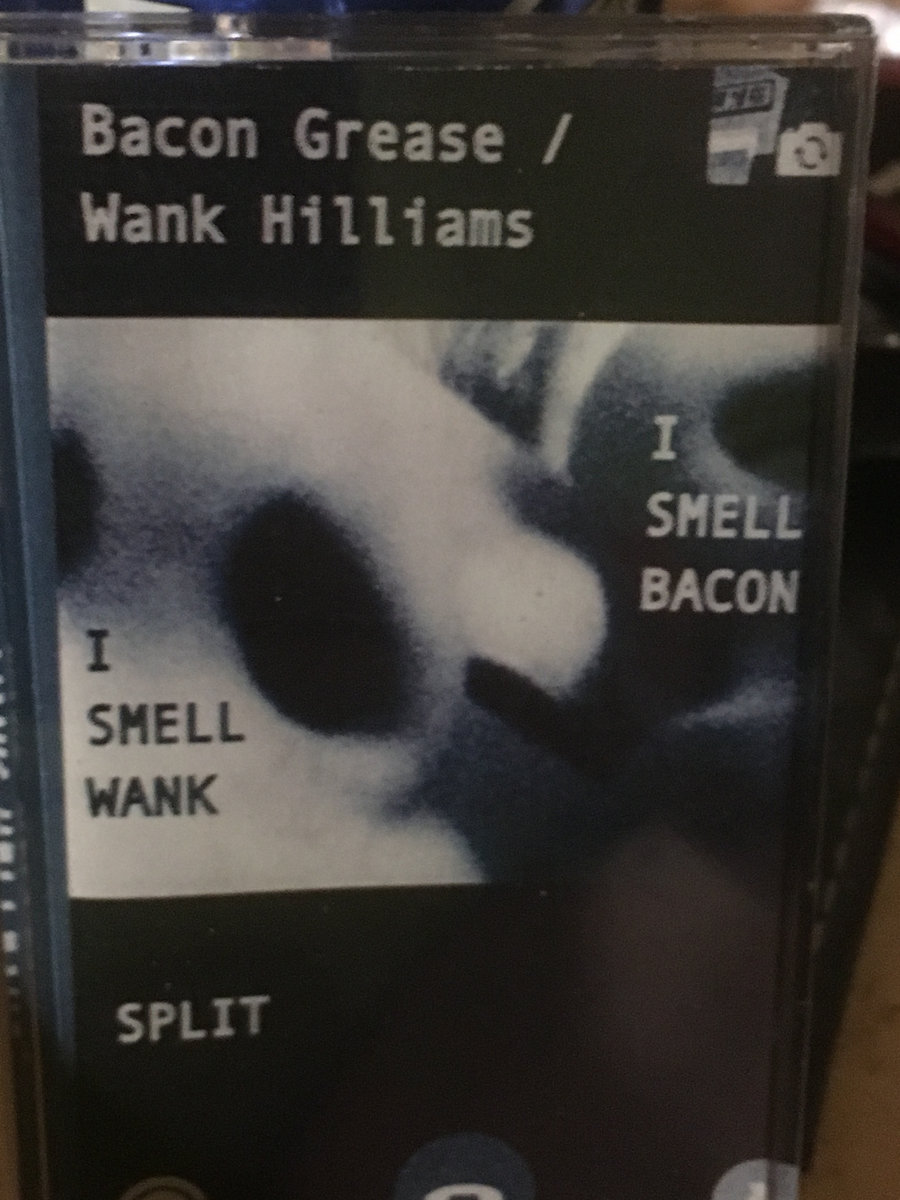 Bacon Grease /
Wank Hilliams
I
SMELL
BACON
I
SMELL
WANK
SPLIT